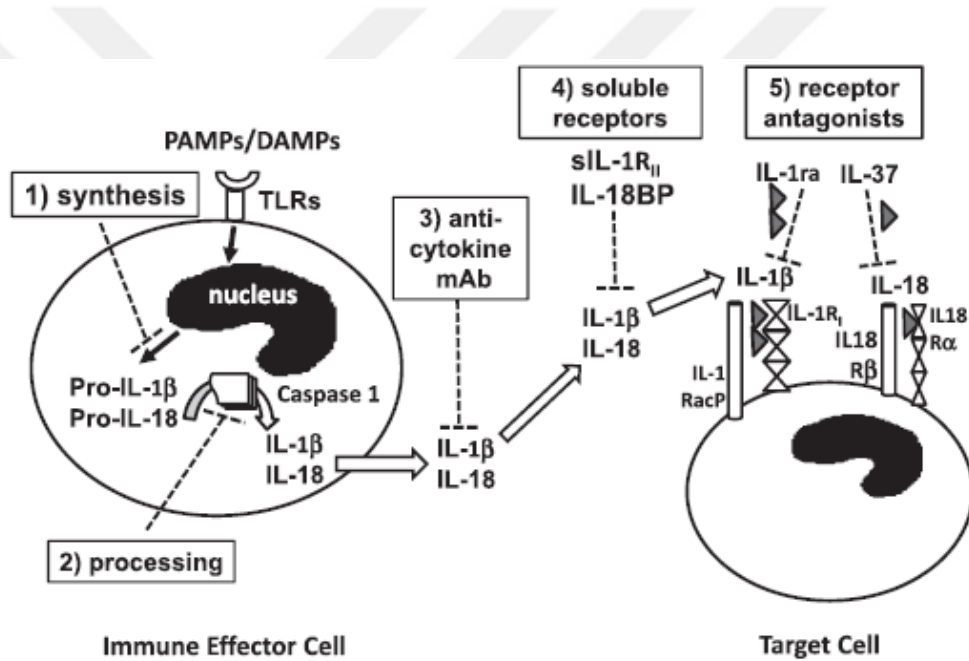 4) soluble
receptors
5) receptor
antagonists
PAMPs/DAMPs
sIL-1RII
IL-18BP
IL-1ra
IL-37
1) synthesis
TLRs
3) anti-
cytokine
mAb
nucleus
IL-1β
IL-18
IL-1β
IL-18
IL-1RI
IL18
Rα
IL18
Rβ
IL-1
RacP
Pro-IL-1β
Pro-IL-18
Caspase 1
IL-1β
IL-18
IL-1β
IL-18
2) processing
Immune Effector Cell
Target Cell